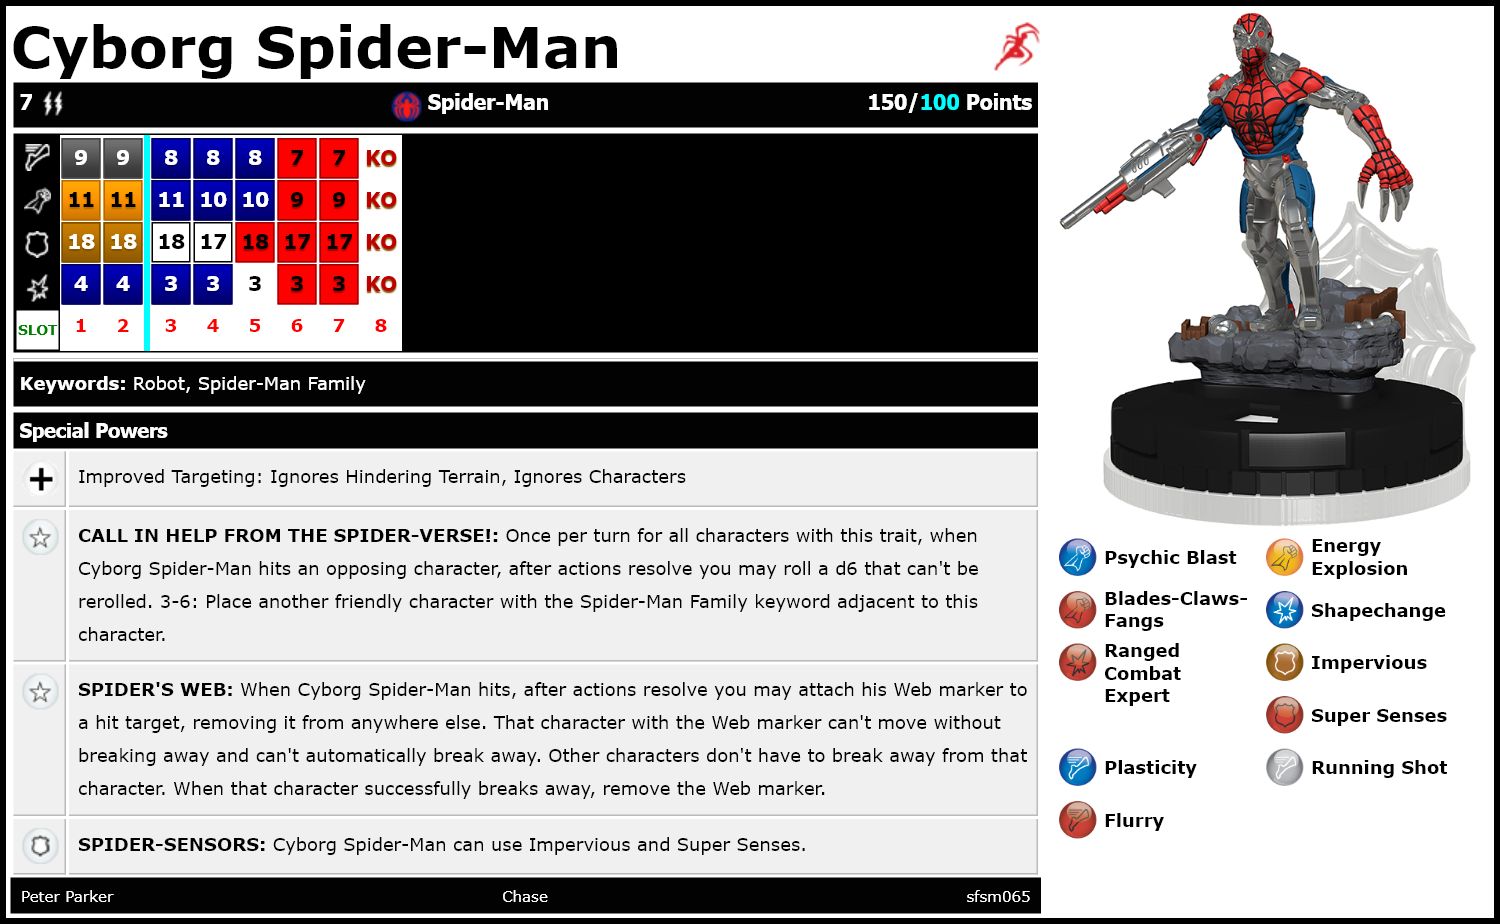 Cyborg Spider-Man
7 Spider-Man 150/100 Points
9 9 8 8 8 7 7 KO
11 11 11 10 10 9 9 KO
18 18 18 17 18 17 17 KO
4 4 3 3 3 3 3 KO
SLOT 1 2 3 4 5 6 7 8
Keywords: Robot, Spider-Man Family
Special Powers
Improved Targeting: Ignores Hindering Terrain, Ignores Characters
CALL IN HELP FROM THE SPIDER-VERSE!: Once per turn for all characters with this trait, when
Cyborg Spider-Man hits an opposing character, after actions resolve you may roll a d6 that can't be
rerolled. 3-6: Place another friendly character with the Spider-Man Family keyword adjacent to this
character.
SPIDER'S WEB: When Cyborg Spider-Man hits, after actions resolve you may attach his Web marker to
a hit target, removing it from anywhere else. That character with the Web marker can't move without
breaking away and can't automatically break away. Other characters don't have to break away from that
character. When that character successfully breaks away, remove the Web marker.
SPIDER-SENSORS: Cyborg Spider-Man can use Impervious and Super Senses.
Peter Parker Chase sfsm065
Psychic Blast
Energy
Explosion
Blades-Claws-
Fangs
Shapechange
Ranged
Combat
Expert
Impervious
Super Senses
Plasticity
Running Shot
Flurry